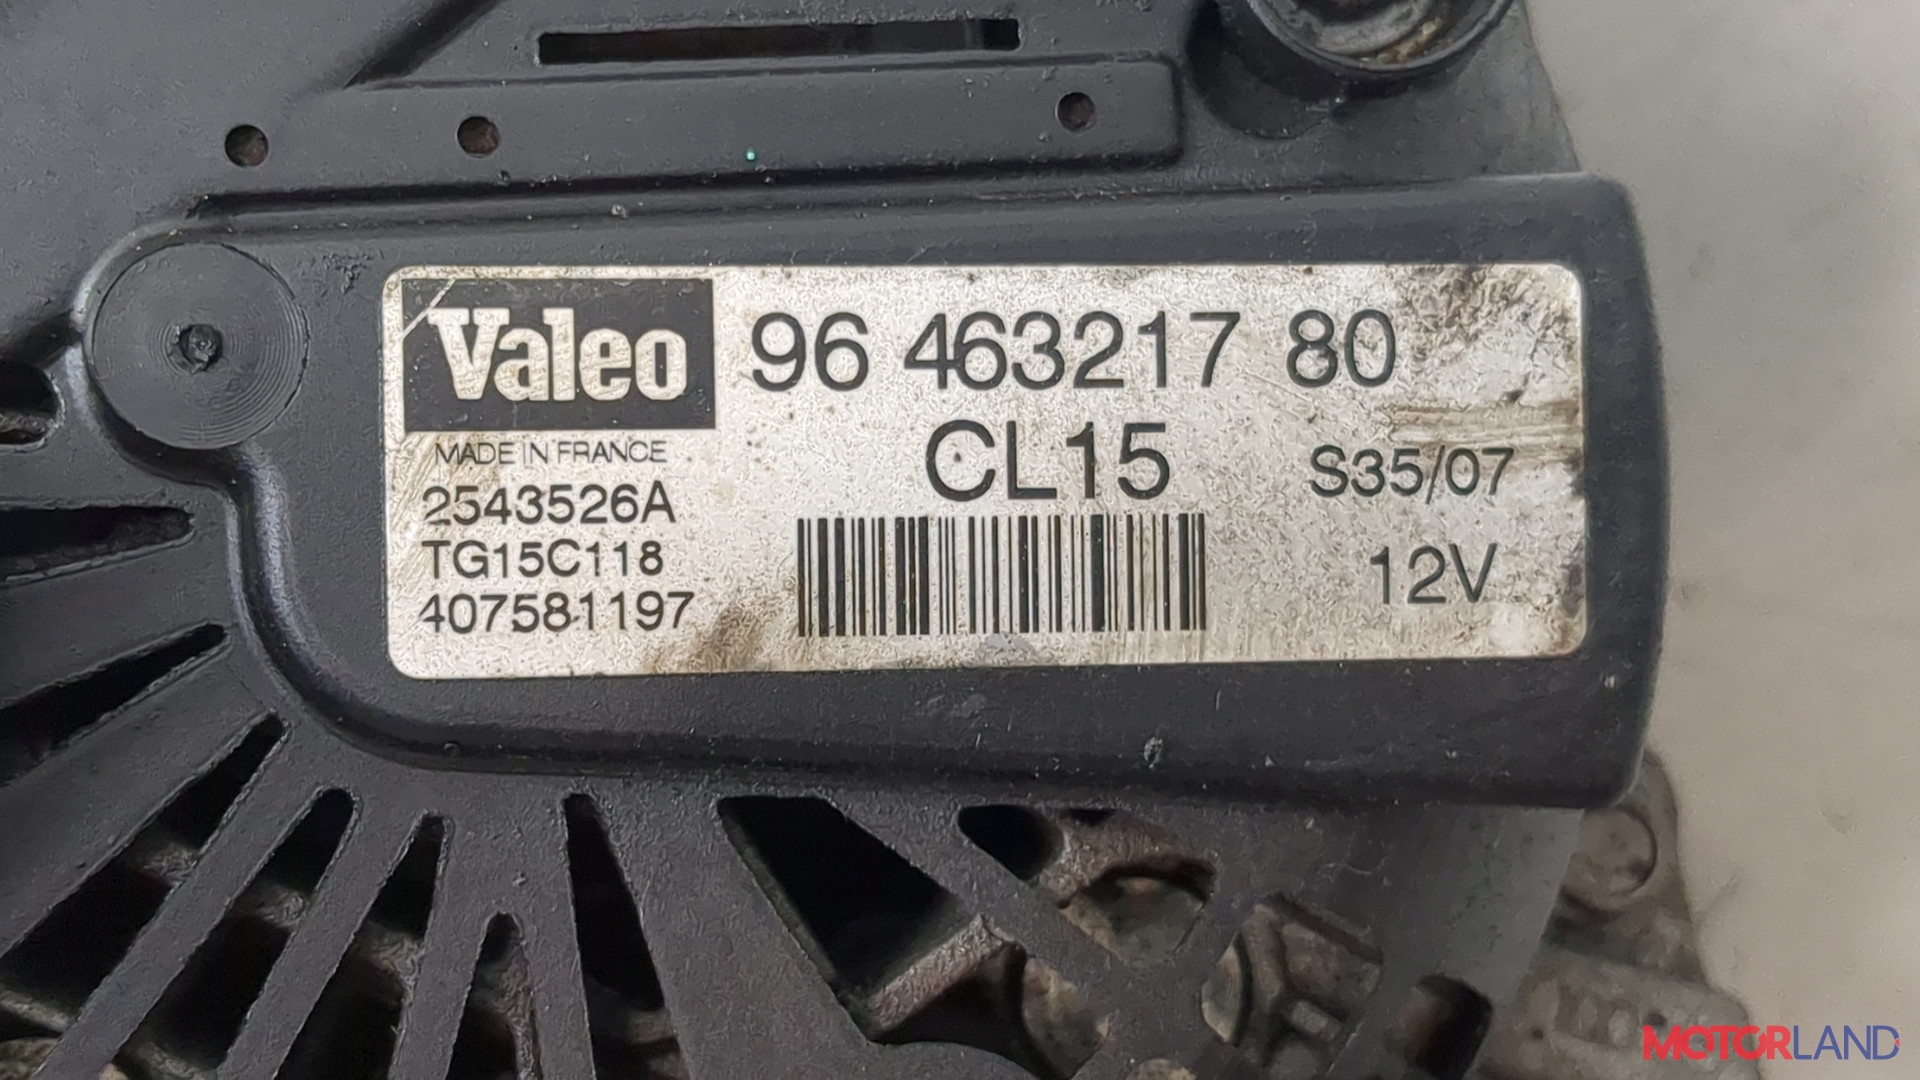 Valeo
96 463217 80
MADE IN FRANCE
CL15
S35/07
2543526A
TG15C118
407581197
12V
MOTORLAND